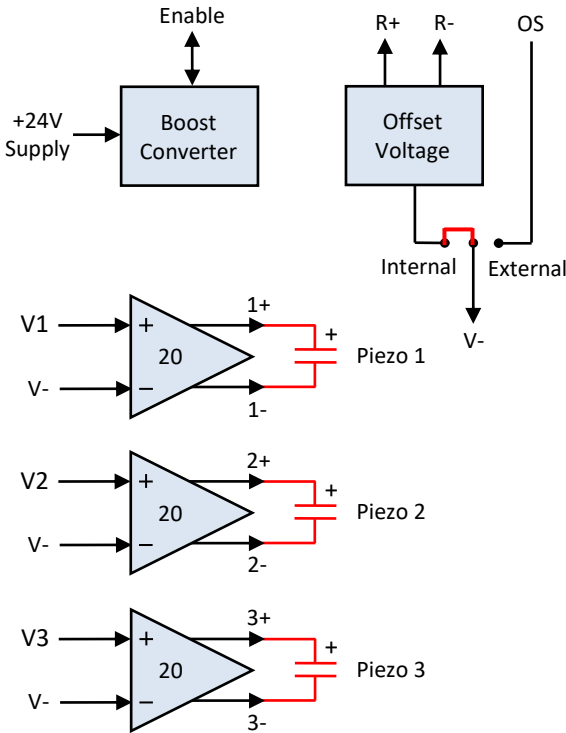 Enable
R+ R- OS
+24V
Supply
Boost
Converter
Offset
Voltage
Internal External
V-
V1
V-
+
20
−
1+
1-
+
Piezo 1
V2
V-
+
20
−
2+
2-
+
Piezo 2
V3
V-
+
20
−
3+
3-
+
Piezo 3